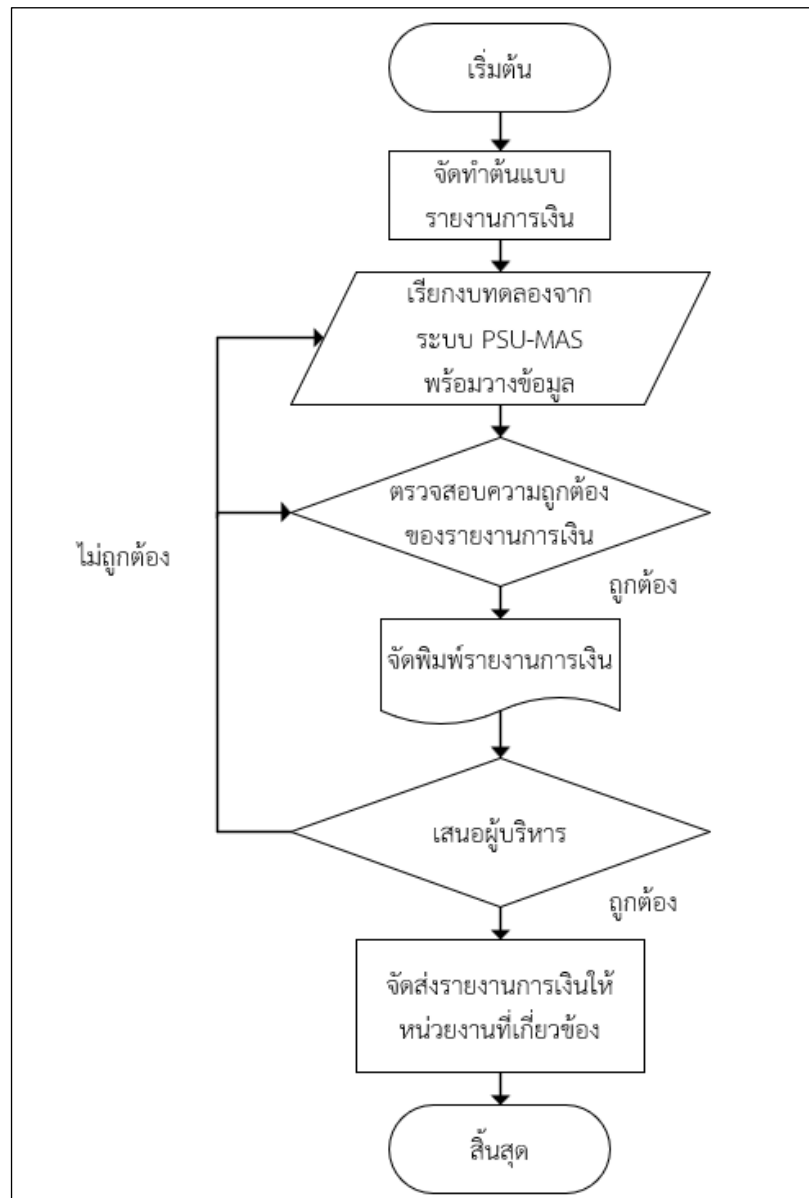 เริ่มต้น
จัดทำต้นแบบ
รายงานการเงิน
เรียกงบทดลองจาก
ระบบ PSU-MAS
พร้อมวางข้อมูล
ตรวจสอบความถูกต้อง
ของรายงานการเงิน
ไม่ถูกต้อง
ถูกต้อง
จัดพิมพ์รายงานการเงิน
เสนอผู้บริหาร
ถูกต้อง
จัดส่งรายงานการเงินให้
หน่วยงานที่เกี่ยวข้อง
สิ้นสุด